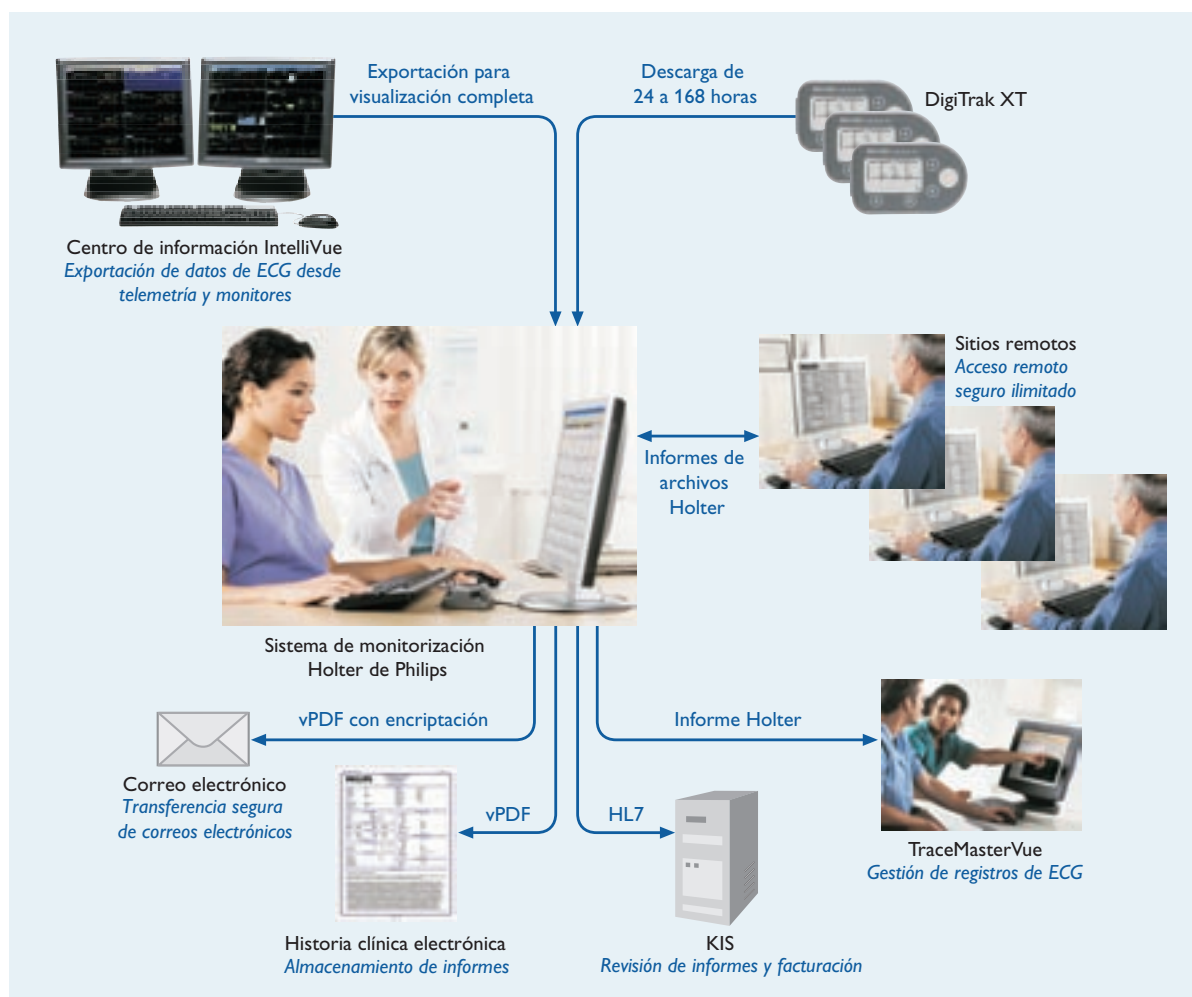 Exportación para
visualización completa
Descarga de
24 a 168 horas
DigiTrak XT
Centro de información IntelliVue
Exportación de datos de ECG desde
telemetría y monitores
Sitios remotos
Acceso remoto
seguro ilimitado
Informes de
archivos
Holter
Sistema de monitorización
Holter de Philips
vPDF con encriptación
Informe Holter
Correo electrónico
Transferencia segura
de correos electrónicos
vPDF
HL7
TraceMasterVue
Gestión de registros de ECG
Historia clínica electrónica
Almacenamiento de informes
KIS
Revisión de informes y facturación